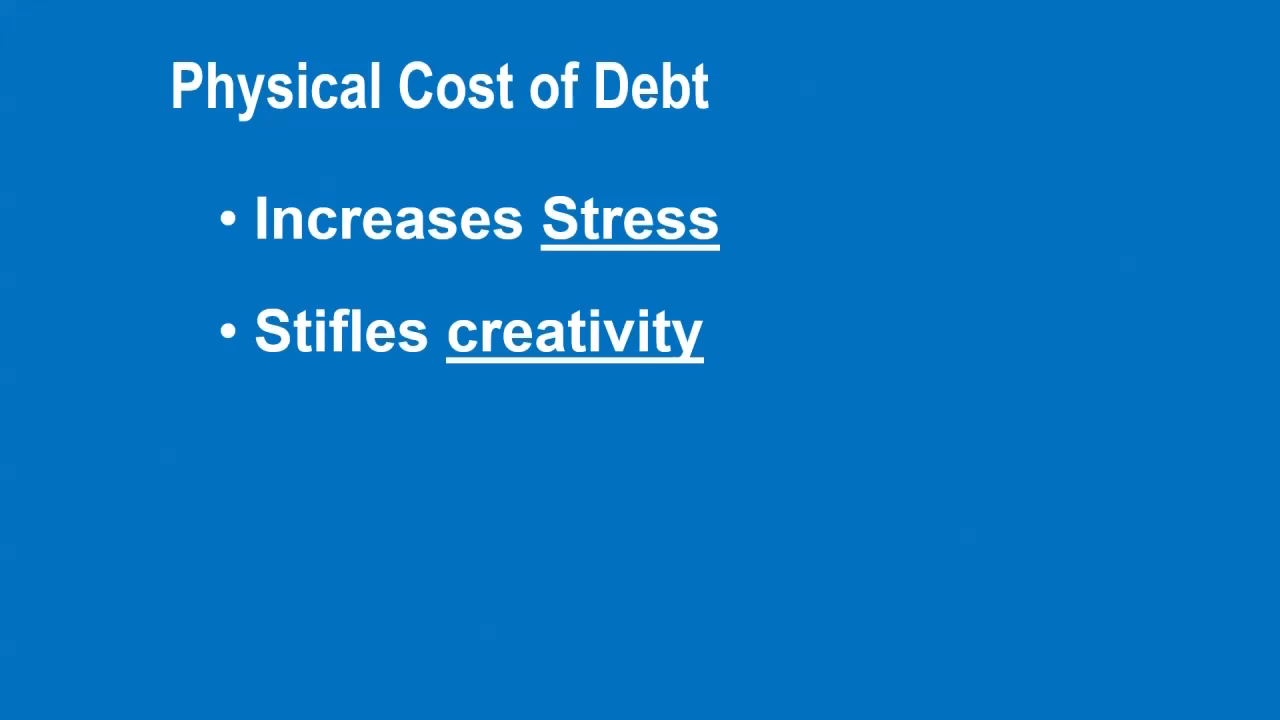 Physical Cost of Debt
• Increases Stress
• Stifles creativity